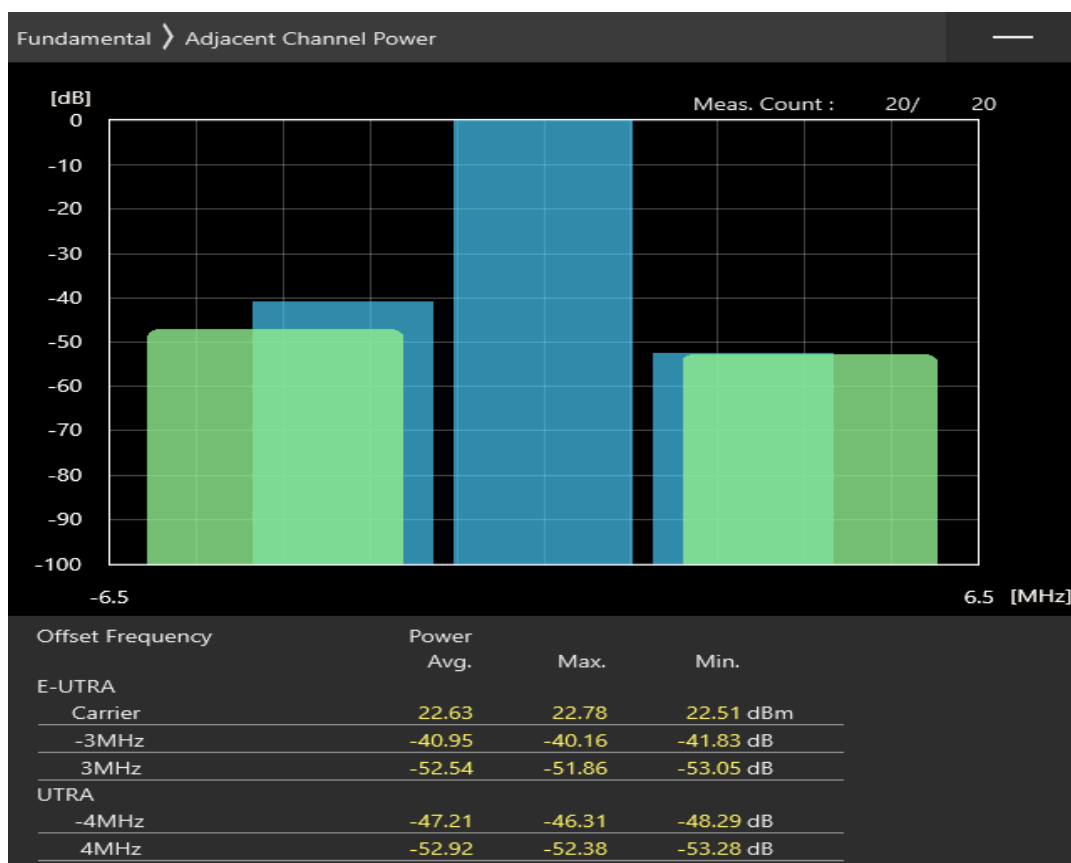 Fundamental ❯ Adjacent Channel Power
[dB]
Meas. Count : 20/ 20
0
-10
-20
-30
-40
-50
-60
-70
-80
-90
-100
-6.5 6.5 [MHz]
Offset Frequency Power
Avg. Max. Min.
E-UTRA
Carrier 22.63 22.78 22.51 dBm
-3MHz -40.95 -40.16 -41.83 dB
3MHz -52.54 -51.86 -53.05 dB
UTRA
-4MHz -47.21 -46.31 -48.29 dB
4MHz -52.92 -52.38 -53.28 dB